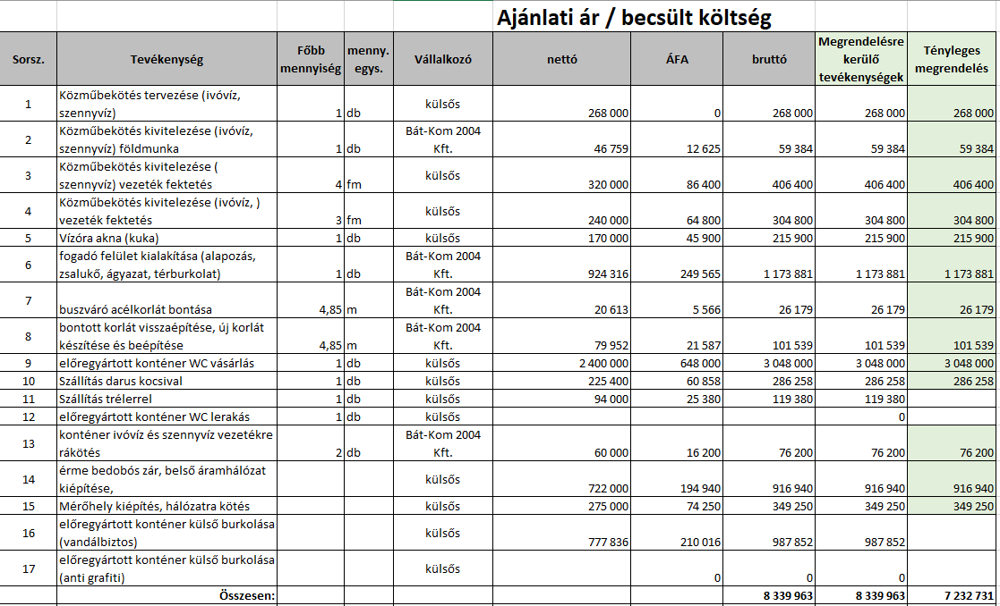 Ajánlati ár / becsült költség
Sorsz. Tevékenység Főbb mennyiség menny. egys. Vállalkozó nettó ÁFA bruttó Megrendelésre kerülő tevékenységek Tényleges megrendelés
1 Közműbekötés tervezése (ivóvíz, szennyvíz) 1 db külsős 268 000 0 268 000 268 000 268 000
2 Közműbekötés kivitelezése (ivóvíz, szennyvíz) földmunka 1 db Bát-Kom 2004 Kft. 46 759 12 625 59 384 59 384 59 384
3 Közműbekötés kivitelezése ( szennyvíz) vezeték fektetés 4 fm külsős 320 000 86 400 406 400 406 400 406 400
4 Közműbekötés kivitelezése (ivóvíz, ) vezeték fektetés 3 fm külsős 240 000 64 800 304 800 304 800 304 800
5 Vízóra akna (kuka) 1 db külsős 170 000 45 900 215 900 215 900 215 900
6 fogadó felület kialakítása (alapozás, zsalukő, ágyazat, térburkolat) 1 db Bát-Kom 2004 Kft. 924 316 249 565 1 173 881 1 173 881 1 173 881
7 buszváró acélkorlát bontása 4,85 m Bát-Kom 2004 Kft. 20 613 5 566 26 179 26 179 26 179
8 bontott korlát visszaépítése, új korlát készítése és beépítése 4,85 m Bát-Kom 2004 Kft. 79 952 21 587 101 539 101 539 101 539
9 előregyártott konténer WC vásárlás 1 db külsős 2 400 000 648 000 3 048 000 3 048 000 3 048 000
10 Szállítás darus kocsival 1 db külsős 225 400 60 858 286 258 286 258 286 258
11 Szállítás trélerrel 1 db külsős 94 000 25 380 119 380 119 380
12 előregyártott konténer WC lerakás 1 db külsős 0
13 konténer ivóvíz és szennyvíz vezetékre rákötés 2 db Bát-Kom 2004 Kft. 60 000 16 200 76 200 76 200 76 200
14 érme bedobós zár, belső áramhálózat kiépítése, külsős 722 000 194 940 916 940 916 940 916 940
15 Mérőhely kiépítés, hálózatra kötés külsős 275 000 74 250 349 250 349 250 349 250
16 előregyártott konténer külső burkolása (vandálbiztos) külsős 777 836 210 016 987 852 987 852
17 előregyártott konténer külső burkolása (anti grafiti) külsős 0 0 0
Összesen: 8 339 963 8 339 963 7 232 731